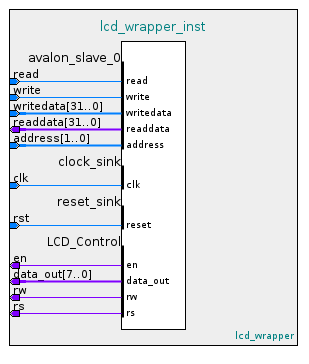 lcd_wrapper_inst
avalon_slave_0
read read
write write
writedata[31..0] writedata
readdata[31..0] readdata
address[1..0] address
clock_sink
clk clk
reset_sink
rst reset
LCD_Control
en en
data_out[7..0] data_out
rw rw
rs rs
lcd_wrapper